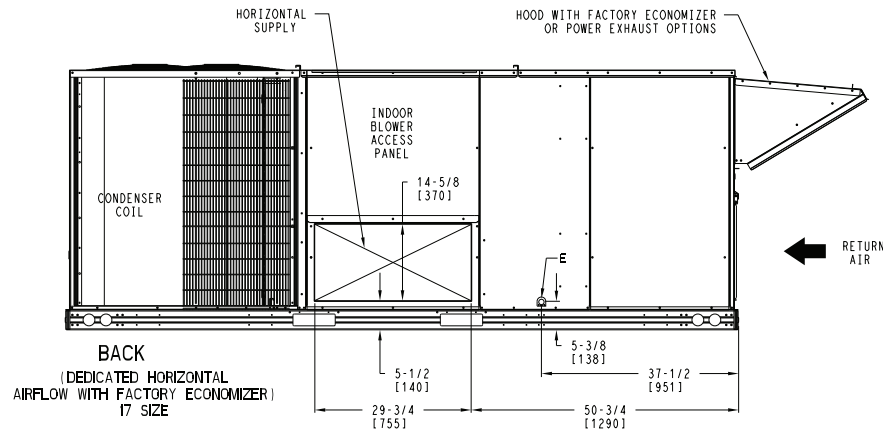 HORIZONTAL
SUPPLY
HOOD WITH FACTORY ECONOMIZER
OR POWER EXHAUST OPTIONS
INDOOR
BLOWER
ACCESS
PANEL
14-5/8
[370]
CONDENSER
COIL
E
RETURN
AIR
BACK
(DEDICATED HORIZONTAL
AIRFLOW WITH FACTORY ECONOMIZER)
17 SIZE
5-1/2
[140]
5-3/8
[138]
37-1/2
[951]
29-3/4
[755]
50-3/4
[1290]